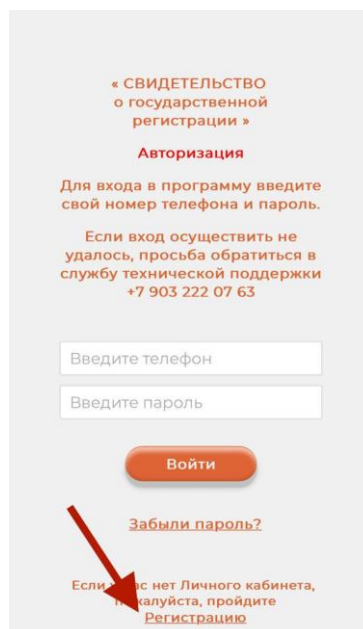 « СВИДЕТЕЛЬСТВО
о государственной
регистрации »
Авторизация
Для входа в программу введите
свой номер телефона и пароль.
Если вход осуществить не
удалось, просьба обратиться в
службу технической поддержки
+7 903 222 07 63
Введите телефон
Введите пароль
Войти
Забыли пароль?
Если нет Личного кабинета,
пройдите
Регистрацию